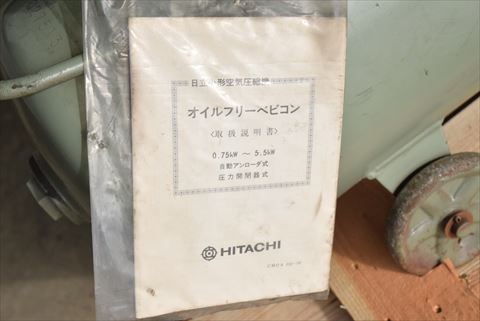 日立小形空気圧縮機
オイルフリーベビコン
〈取扱説明書〉
0.75kW ～ 5.5kW
自動アンローダ式
圧力開閉器式
HITACHI